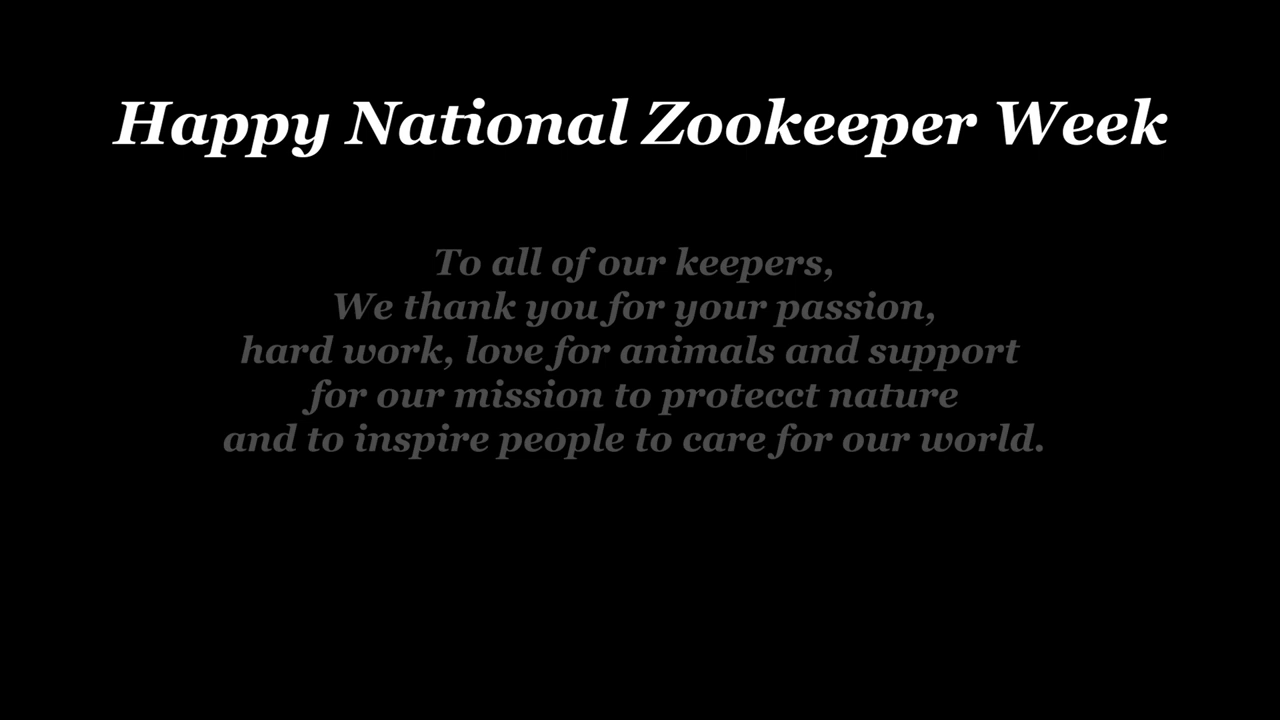 Happy National Zookeeper Week
To all of our keepers,
We thank you for your passion,
hard work, love for animals and support
for our mission to protecct nature
and to inspire people to care for our world.